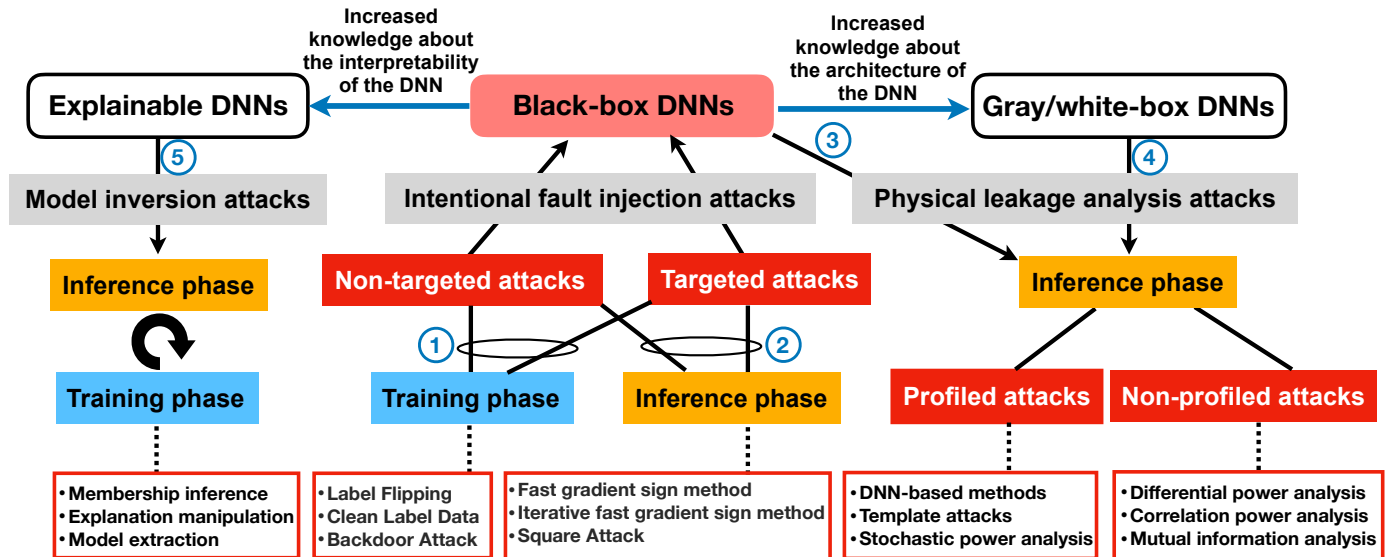 Increased
knowledge about
the interpretability
of the DNN
Increased
knowledge about
the architecture of
the DNN
Explainable DNNs
Black-box DNNs
Gray/white-box DNNs
5
3
4
Model inversion attacks
Intentional fault injection attacks
Physical leakage analysis attacks
Inference phase
Non-targeted attacks
Targeted attacks
Inference phase
1
2
Training phase
Training phase
Inference phase
Profiled attacks
Non-profiled attacks
• Membership inference
• Explanation manipulation
• Model extraction
• Label Flipping
• Clean Label Data
• Backdoor Attack
• Fast gradient sign method
• Iterative fast gradient sign method
• Square Attack
• DNN-based methods
• Template attacks
• Stochastic power analysis
• Differential power analysis
• Correlation power analysis
• Mutual information analysis